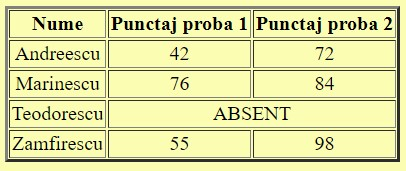 Nume Punctaj proba 1 Punctaj proba 2
Andreescu 42 72
Marinescu 76 84
Teodorescu ABSENT
Zamfirescu 55 98